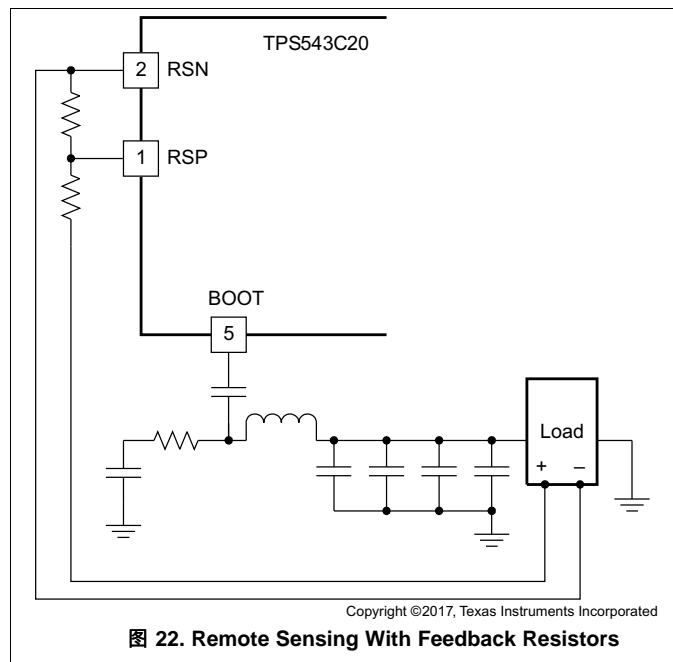 TPS543C20
2 RSN
1 RSP
BOOT
5
Load
+ –
Copyright ©2017, Texas Instruments Incorporated
图 22. Remote Sensing With Feedback Resistors